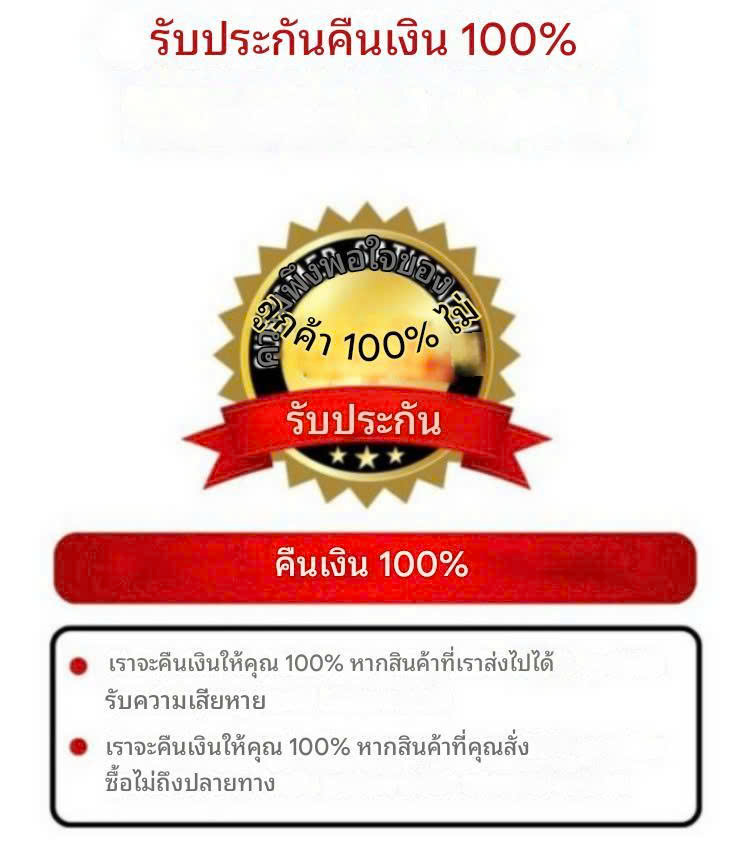 รับประกันคืนเงิน 100%
ความพึงพอใจของ
ลูกค้า 100%
รับประกัน
คืนเงิน 100%
เราจะคืนเงินให้คุณ 100% หากสินค้าที่เราส่งไปได้
รับความเสียหาย
เราจะคืนเงินให้คุณ 100% หากสินค้าที่คุณสั่ง
ซื้อไม่ถึงปลายทาง